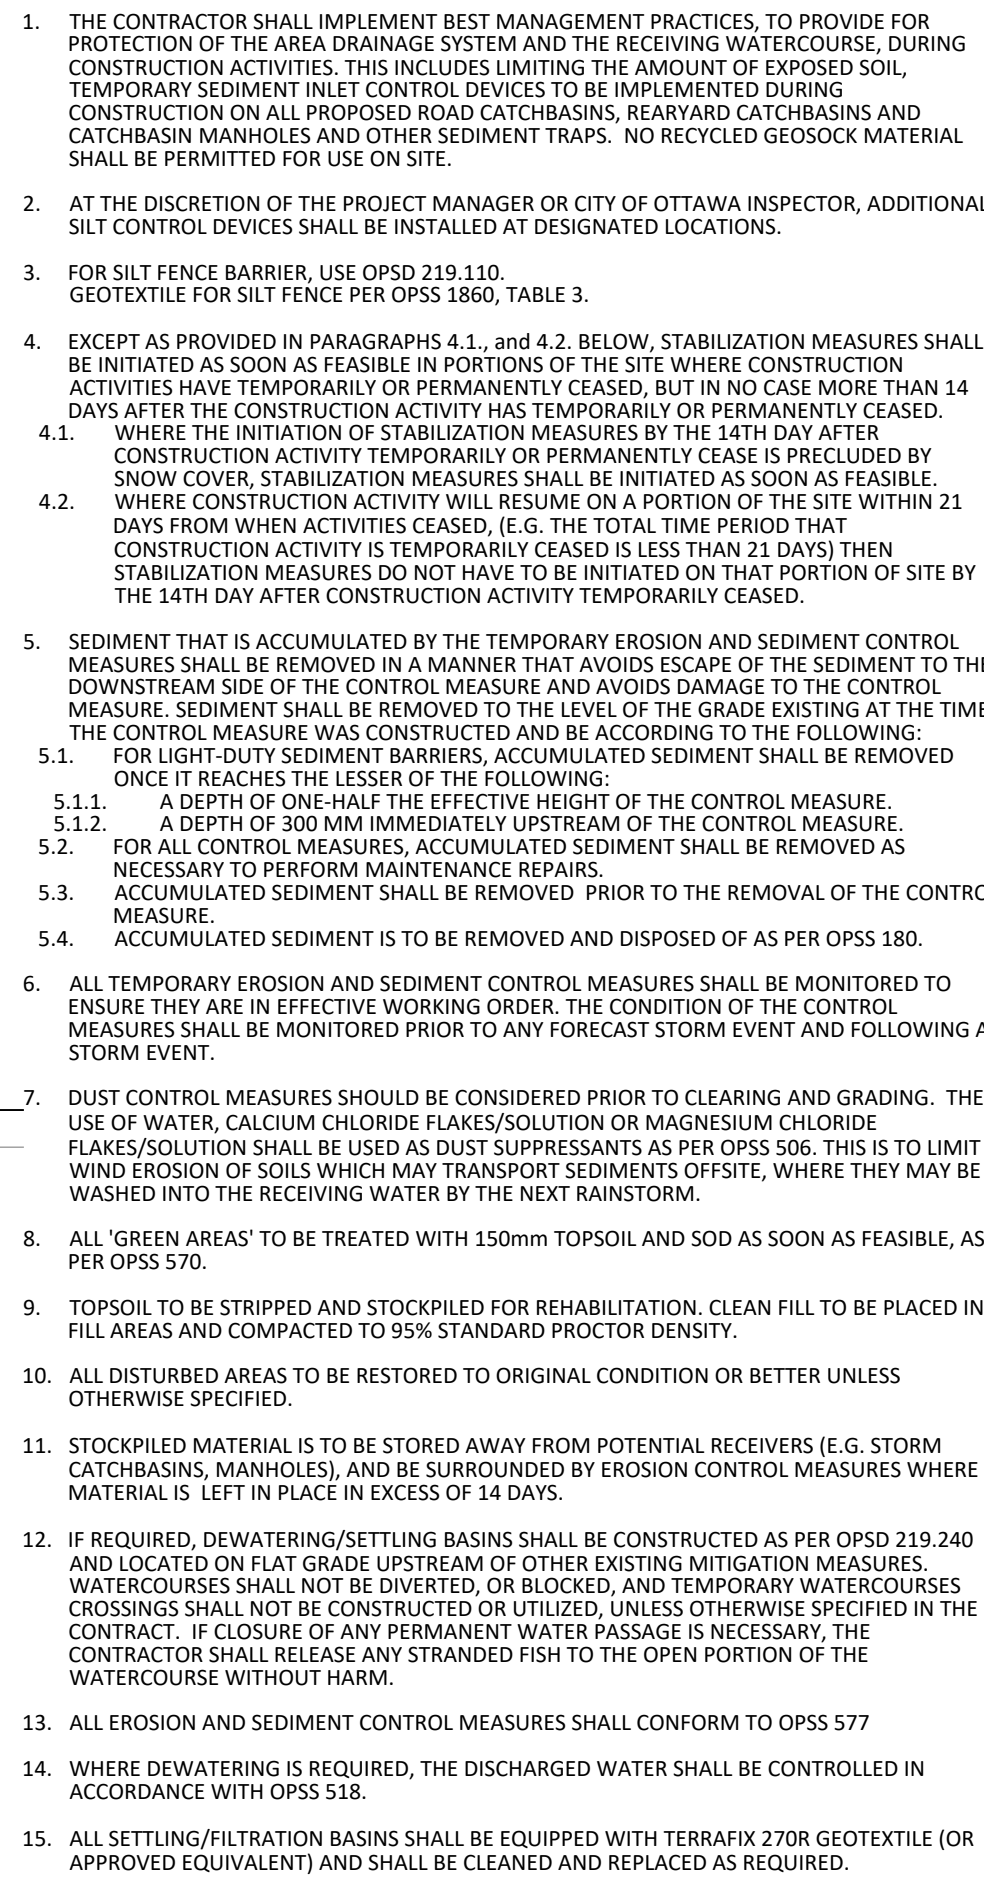 1. THE CONTRACTOR SHALL IMPLEMENT BEST MANAGEMENT PRACTICES, TO PROVIDE FOR
PROTECTION OF THE AREA DRAINAGE SYSTEM AND THE RECEIVING WATERCOURSE, DURING
CONSTRUCTION ACTIVITIES. THIS INCLUDES LIMITING THE AMOUNT OF EXPOSED SOIL,
TEMPORARY SEDIMENT INLET CONTROL DEVICES TO BE IMPLEMENTED DURING
CONSTRUCTION ON ALL PROPOSED ROAD CATCHBASINS, REARYARD CATCHBASINS AND
CATCHBASIN MANHOLES AND OTHER SEDIMENT TRAPS. NO RECYCLED GEOSOCK MATERIAL
SHALL BE PERMITTED FOR USE ON SITE.
2. AT THE DISCRETION OF THE PROJECT MANAGER OR CITY OF OTTAWA INSPECTOR, ADDITIONAL
SILT CONTROL DEVICES SHALL BE INSTALLED AT DESIGNATED LOCATIONS.
3. FOR SILT FENCE BARRIER, USE OPSD 219.110.
GEOTEXTILE FOR SILT FENCE PER OPSS 1860, TABLE 3.
4. EXCEPT AS PROVIDED IN PARAGRAPHS 4.1., and 4.2. BELOW, STABILIZATION MEASURES SHALL
BE INITIATED AS SOON AS FEASIBLE IN PORTIONS OF THE SITE WHERE CONSTRUCTION
ACTIVITIES HAVE TEMPORARILY OR PERMANENTLY CEASED, BUT IN NO CASE MORE THAN 14
DAYS AFTER THE CONSTRUCTION ACTIVITY HAS TEMPORARILY OR PERMANENTLY CEASED.
4.1. WHERE THE INITIATION OF STABILIZATION MEASURES BY THE 14TH DAY AFTER
CONSTRUCTION ACTIVITY TEMPORARILY OR PERMANENTLY CEASE IS PRECLUDED BY
SNOW COVER, STABILIZATION MEASURES SHALL BE INITIATED AS SOON AS FEASIBLE.
4.2. WHERE CONSTRUCTION ACTIVITY WILL RESUME ON A PORTION OF THE SITE WITHIN 21
DAYS FROM WHEN ACTIVITIES CEASED, (E.G. THE TOTAL TIME PERIOD THAT
CONSTRUCTION ACTIVITY IS TEMPORARILY CEASED IS LESS THAN 21 DAYS) THEN
STABILIZATION MEASURES DO NOT HAVE TO BE INITIATED ON THAT PORTION OF SITE BY
THE 14TH DAY AFTER CONSTRUCTION ACTIVITY TEMPORARILY CEASED.
5. SEDIMENT THAT IS ACCUMULATED BY THE TEMPORARY EROSION AND SEDIMENT CONTROL
MEASURES SHALL BE REMOVED IN A MANNER THAT AVOIDS ESCAPE OF THE SEDIMENT TO THE
DOWNSTREAM SIDE OF THE CONTROL MEASURE AND AVOIDS DAMAGE TO THE CONTROL
MEASURE. SEDIMENT SHALL BE REMOVED TO THE LEVEL OF THE GRADE EXISTING AT THE TIME
THE CONTROL MEASURE WAS CONSTRUCTED AND BE ACCORDING TO THE FOLLOWING:
5.1. FOR LIGHT-DUTY SEDIMENT BARRIERS, ACCUMULATED SEDIMENT SHALL BE REMOVED
ONCE IT REACHES THE LESSER OF THE FOLLOWING:
5.1.1. A DEPTH OF ONE-HALF THE EFFECTIVE HEIGHT OF THE CONTROL MEASURE.
5.1.2. A DEPTH OF 300 MM IMMEDIATELY UPSTREAM OF THE CONTROL MEASURE.
5.2. FOR ALL CONTROL MEASURES, ACCUMULATED SEDIMENT SHALL BE REMOVED AS
NECESSARY TO PERFORM MAINTENANCE REPAIRS.
5.3. ACCUMULATED SEDIMENT SHALL BE REMOVED PRIOR TO THE REMOVAL OF THE CONTRO
MEASURE.
5.4. ACCUMULATED SEDIMENT IS TO BE REMOVED AND DISPOSED OF AS PER OPSS 180.
6. ALL TEMPORARY EROSION AND SEDIMENT CONTROL MEASURES SHALL BE MONITORED TO
ENSURE THEY ARE IN EFFECTIVE WORKING ORDER. THE CONDITION OF THE CONTROL
MEASURES SHALL BE MONITORED PRIOR TO ANY FORECAST STORM EVENT AND FOLLOWING A
STORM EVENT.
7. DUST CONTROL MEASURES SHOULD BE CONSIDERED PRIOR TO CLEARING AND GRADING. THE
USE OF WATER, CALCIUM CHLORIDE FLAKES/SOLUTION OR MAGNESIUM CHLORIDE
FLAKES/SOLUTION SHALL BE USED AS DUST SUPPRESSANTS AS PER OPSS 506. THIS IS TO LIMIT
WIND EROSION OF SOILS WHICH MAY TRANSPORT SEDIMENTS OFFSITE, WHERE THEY MAY BE
WASHED INTO THE RECEIVING WATER BY THE NEXT RAINSTORM.
8. ALL 'GREEN AREAS' TO BE TREATED WITH 150mm TOPSOIL AND SOD AS SOON AS FEASIBLE, AS
PER OPSS 570.
9. TOPSOIL TO BE STRIPPED AND STOCKPILED FOR REHABILITATION. CLEAN FILL TO BE PLACED IN
FILL AREAS AND COMPACTED TO 95% STANDARD PROCTOR DENSITY.
10. ALL DISTURBED AREAS TO BE RESTORED TO ORIGINAL CONDITION OR BETTER UNLESS
OTHERWISE SPECIFIED.
11. STOCKPILED MATERIAL IS TO BE STORED AWAY FROM POTENTIAL RECEIVERS (E.G. STORM
CATCHBASINS, MANHOLES), AND BE SURROUNDED BY EROSION CONTROL MEASURES WHERE
MATERIAL IS LEFT IN PLACE IN EXCESS OF 14 DAYS.
12. IF REQUIRED, DEWATERING/SETTLING BASINS SHALL BE CONSTRUCTED AS PER OPSD 219.240
AND LOCATED ON FLAT GRADE UPSTREAM OF OTHER EXISTING MITIGATION MEASURES.
WATERCOURSES SHALL NOT BE DIVERTED, OR BLOCKED, AND TEMPORARY WATERCOURSES
CROSSINGS SHALL NOT BE CONSTRUCTED OR UTILIZED, UNLESS OTHERWISE SPECIFIED IN THE
CONTRACT. IF CLOSURE OF ANY PERMANENT WATER PASSAGE IS NECESSARY, THE
CONTRACTOR SHALL RELEASE ANY STRANDED FISH TO THE OPEN PORTION OF THE
WATERCOURSE WITHOUT HARM.
13. ALL EROSION AND SEDIMENT CONTROL MEASURES SHALL CONFORM TO OPSS 577
14. WHERE DEWATERING IS REQUIRED, THE DISCHARGED WATER SHALL BE CONTROLLED IN
ACCORDANCE WITH OPSS 518.
15. ALL SETTLING/FILTRATION BASINS SHALL BE EQUIPPED WITH TERRAFIX 270R GEOTEXTILE (OR
APPROVED EQUIVALENT) AND SHALL BE CLEANED AND REPLACED AS REQUIRED.